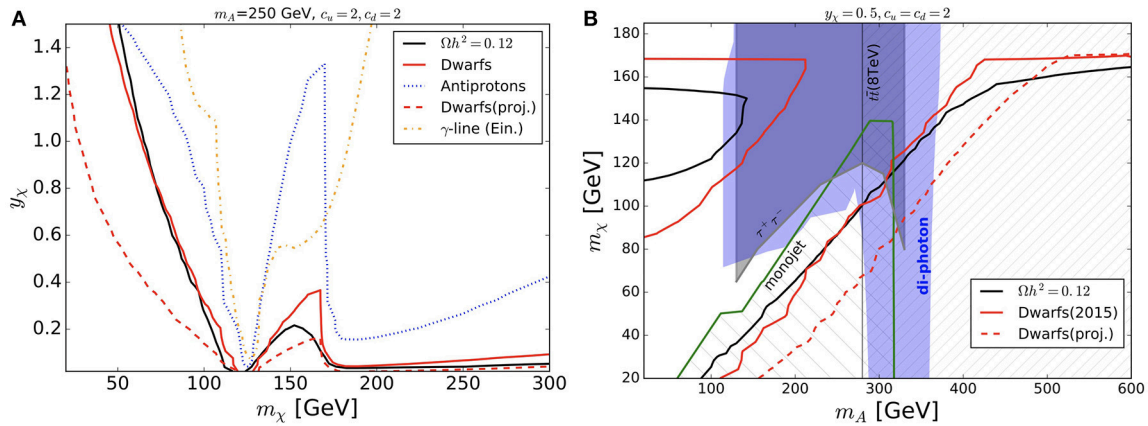 A
m_A=250 GeV, c_u = 2, c_d = 2
1.4
1.2
1.0
0.8
0.6
0.4
0.2
y_χ
Ωh² = 0.12
Dwarfs
Antiprotons
Dwarfs(proj.)
γ-line (Ein.)
50
100
150
200
250
300
m_χ [GeV]
B
y_χ = 0.5, c_u = c_d = 2
180
160
140
120
100
80
60
40
20
m_χ [GeV]
tt̄(8TeV)
τ⁺τ⁻
monojet
di-photon
Ωh² = 0.12
Dwarfs(2015)
Dwarfs(proj.)
100
200
300
400
500
600
m_A [GeV]